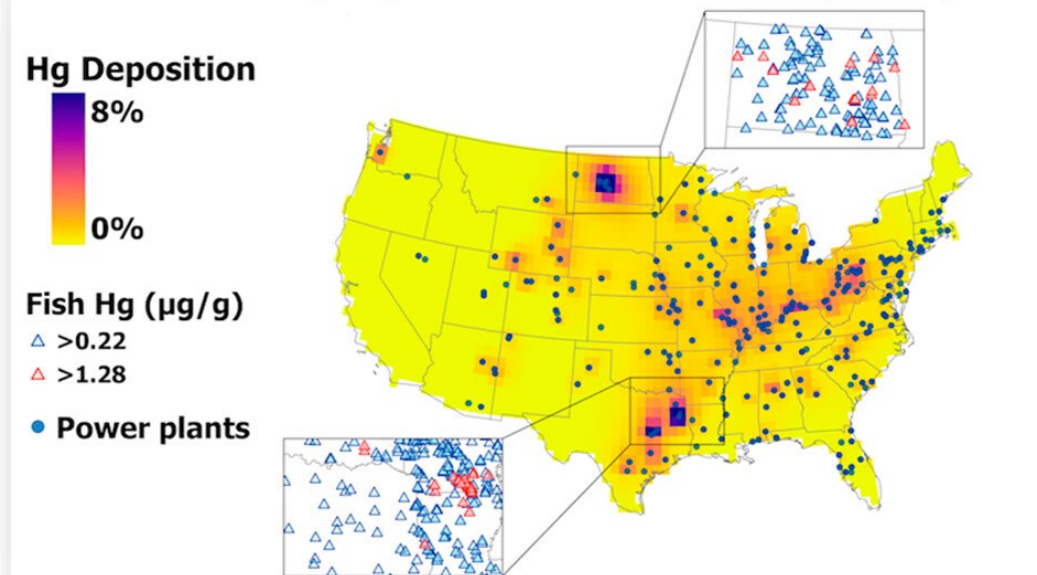 Hg Deposition
8%
0%
Fish Hg (µg/g)
>0.22
>1.28
Power plants